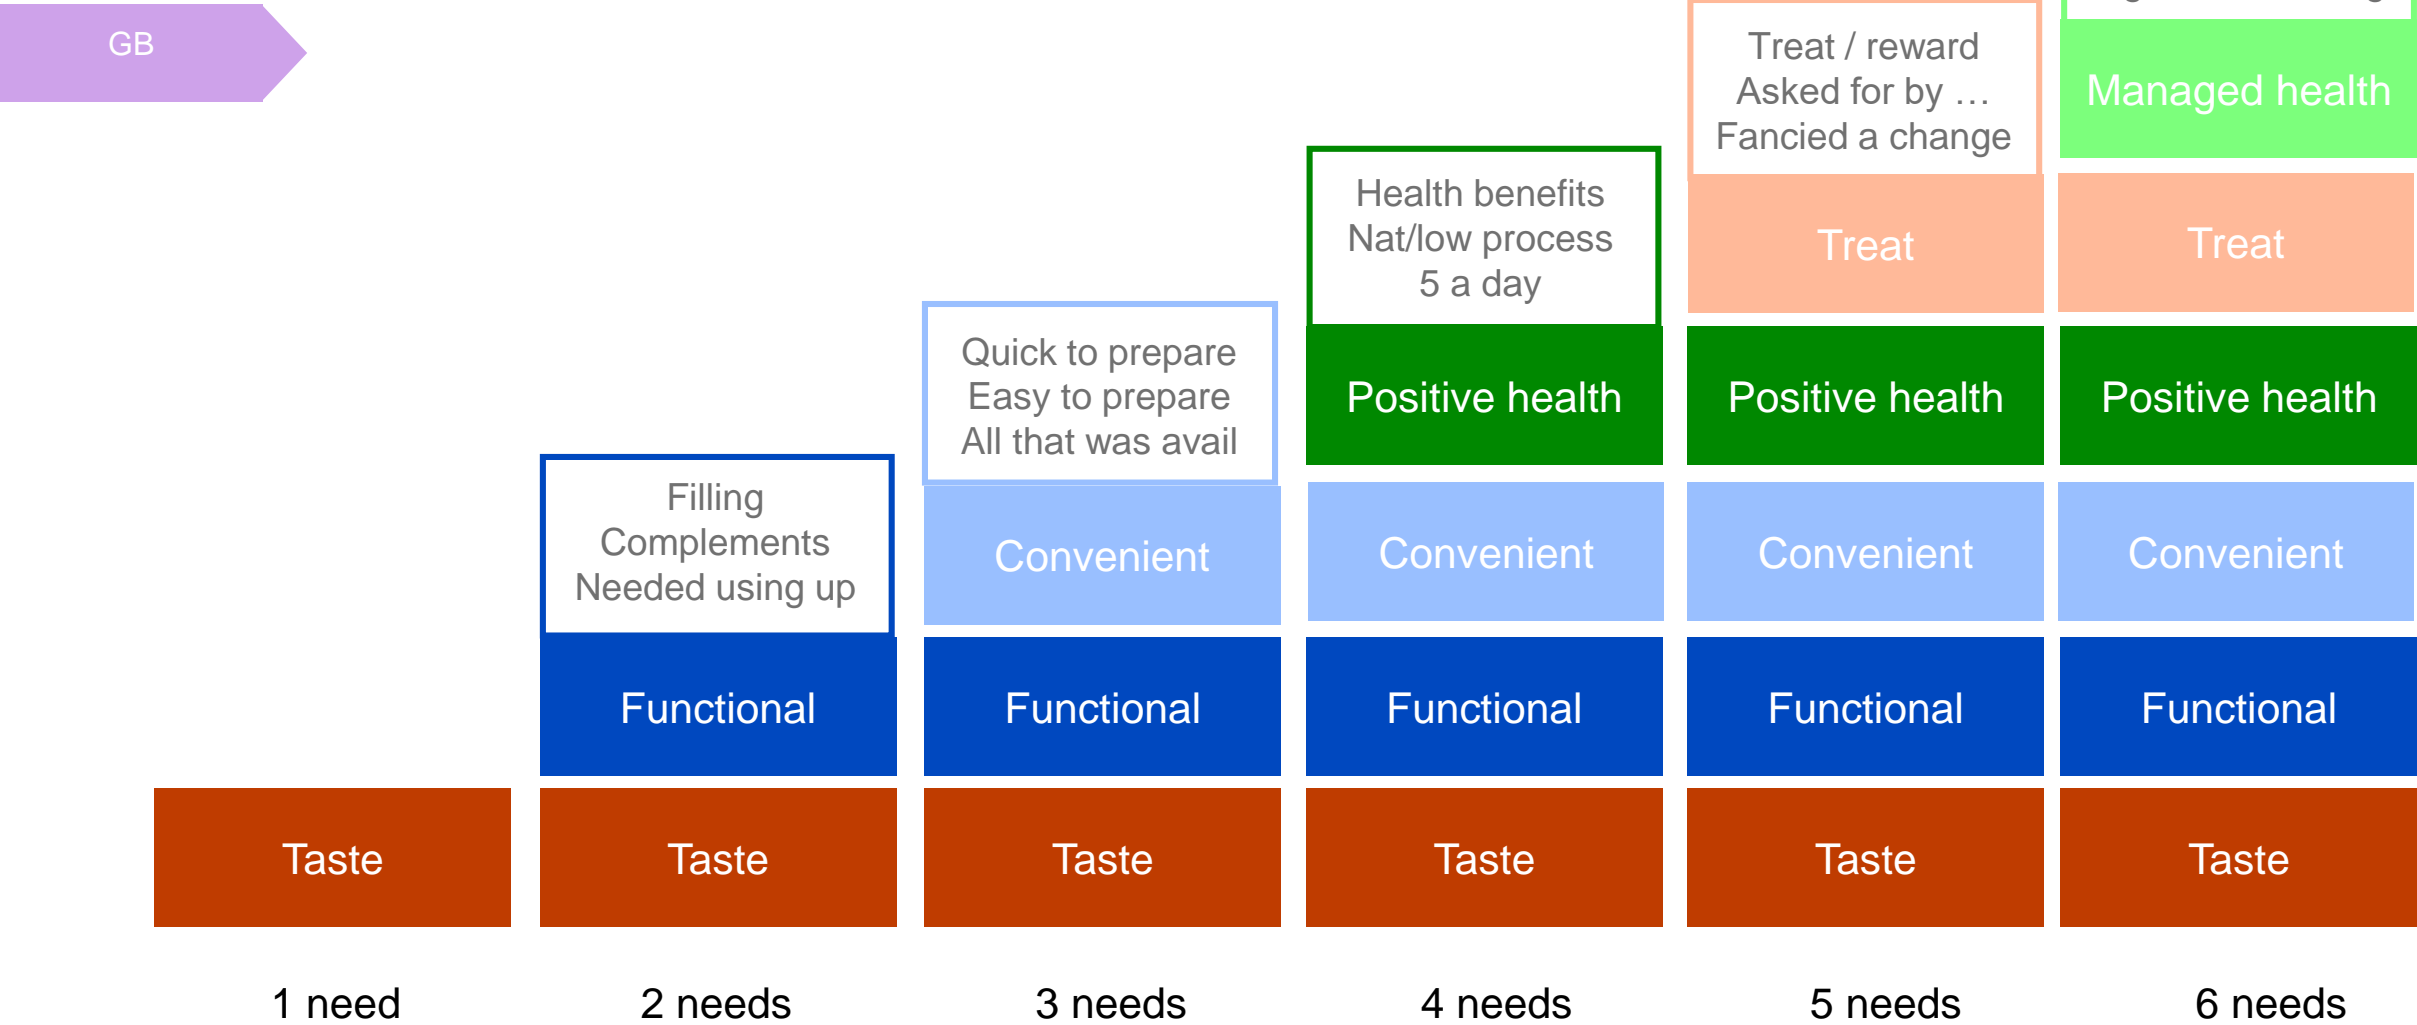 GB
Treat / reward
Asked for by …
Fancied a change
Managed health
Health benefits
Nat/low process
5 a day
Treat
Treat
Quick to prepare
Easy to prepare
All that was avail
Positive health
Positive health
Positive health
Filling
Complements
Needed using up
Convenient
Convenient
Convenient
Convenient
Functional
Functional
Functional
Functional
Functional
Taste
Taste
Taste
Taste
Taste
Taste
1 need
2 needs
3 needs
4 needs
5 needs
6 needs